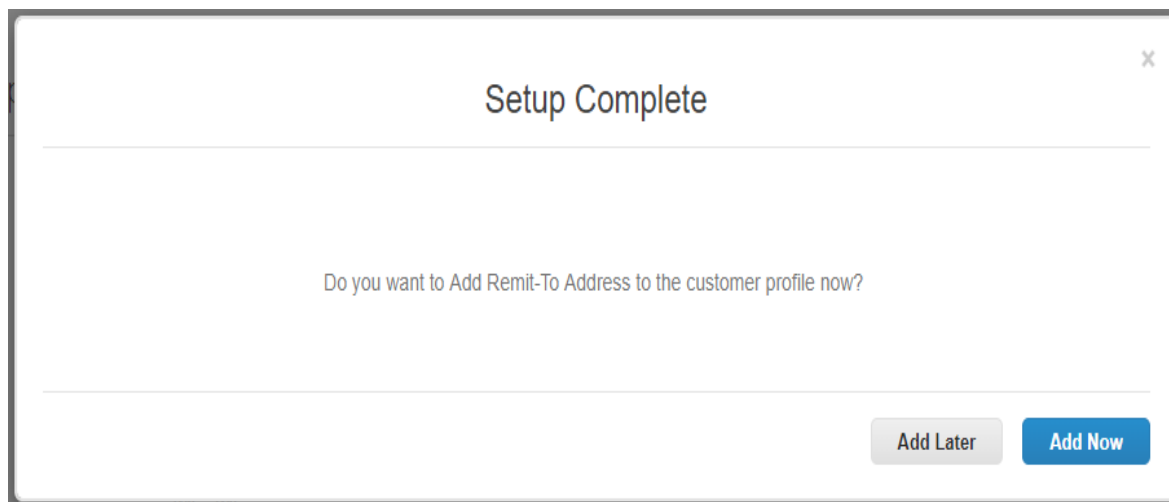 ×
Setup Complete
Do you want to Add Remit-To Address to the customer profile now?
Add Later
Add Now